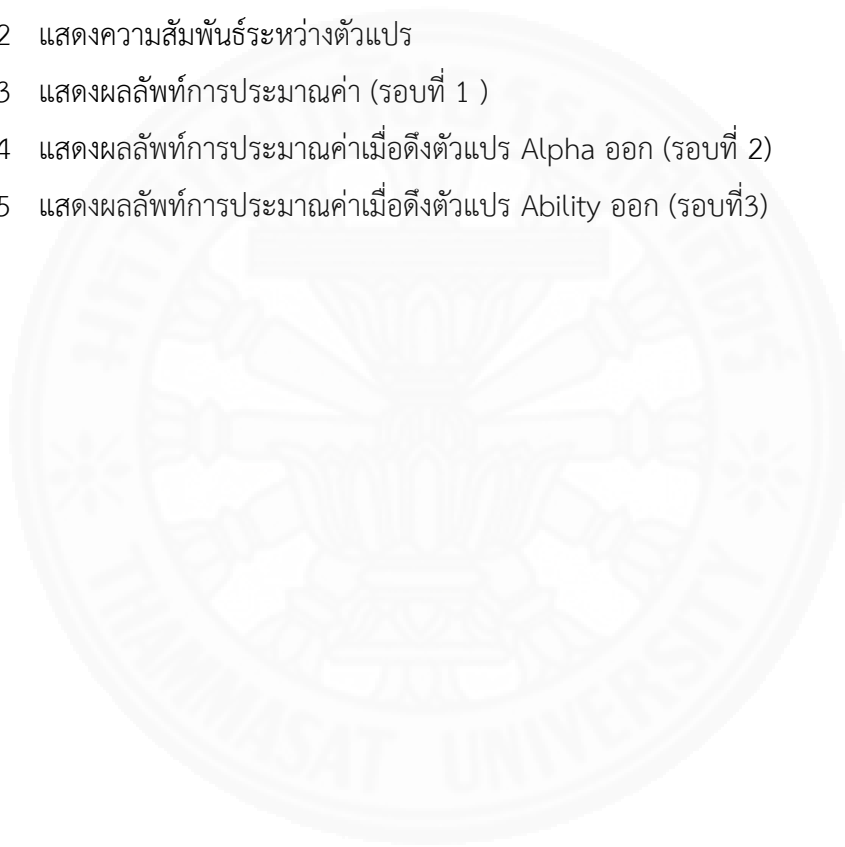 2 แสดงความสัมพันธ์ระหว่างตัวแปร
3 แสดงผลลัพท์การประมาณค่า (รอบที่ 1 )
4 แสดงผลลัพท์การประมาณค่าเมื่อดึงตัวแปร Alpha ออก (รอบที่ 2)
5 แสดงผลลัพท์การประมาณค่าเมื่อดึงตัวแปร Ability ออก (รอบที่3)
THAMMASAT UNIVERSITY